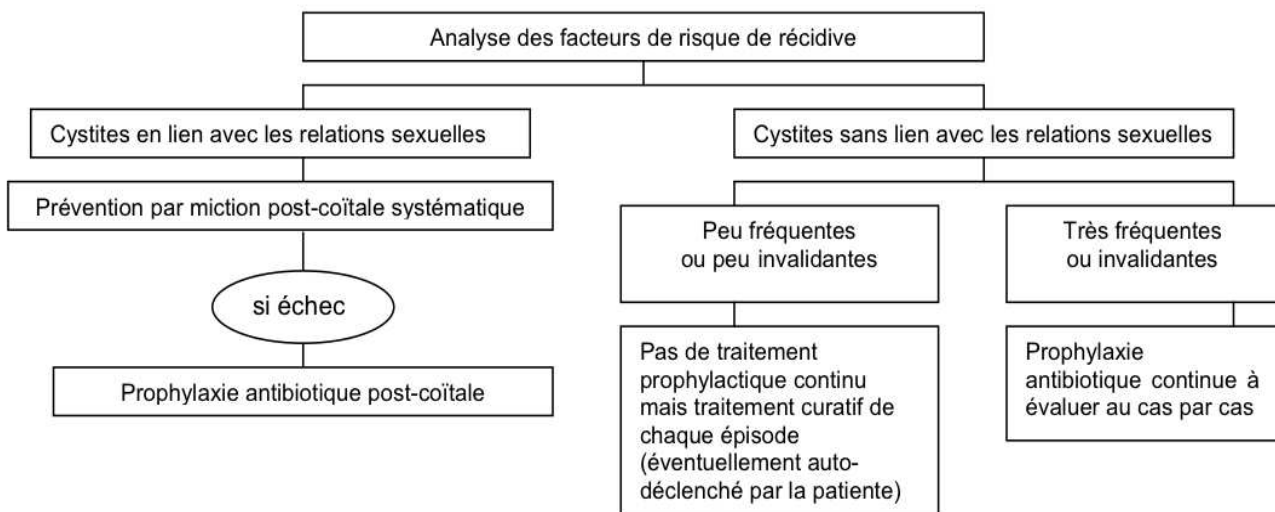 Analyse des facteurs de risque de récidive
Cystites en lien avec les relations sexuelles
Prévention par miction post-coïtale systématique
si échec
Prophylaxie antibiotique post-coïtale
Cystites sans lien avec les relations sexuelles
Peu fréquentes
ou peu invalidantes
Pas de traitement
prophylactique continu
mais traitement curatif de
chaque épisode
(éventuellement auto-
déclenché par la patiente)
Très fréquentes
ou invalidantes
Prophylaxie
antibiotique continue à
évaluer au cas par cas